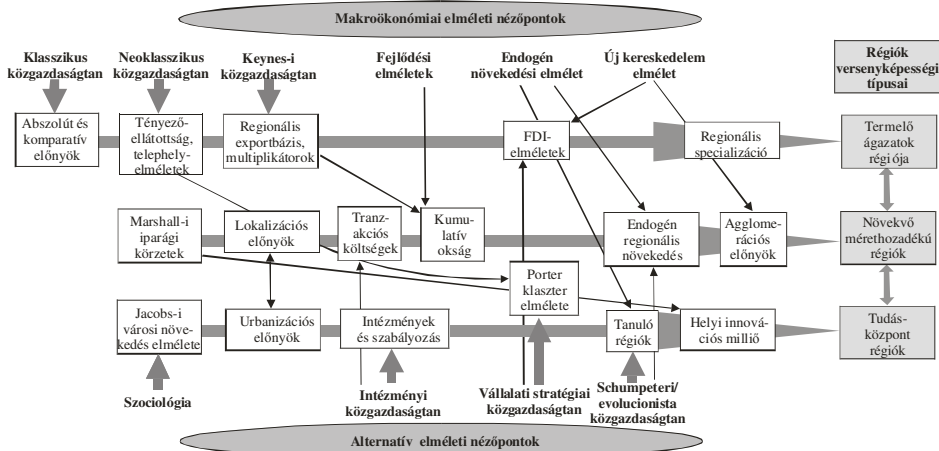 Makroökonómiai elméleti nézőpontok
Klasszikus
közgazdaságtan
Neoklasszikus
közgazdaságtan
Keynes-i
közgazdaságtan
Fejlődési
elméletek
Endogén
növekedési elmélet
Új kereskedelem
elmélet
Régiók
versenyképességi
típusai
Abszolút és
komparatív
előnyök
Tényező-
ellátottság,
telephely-
elméletek
Regionális
exportbázis,
multiplikátorok
FDI-
elméletek
Regionális
specializáció
Termelő
ágazatok
régiója
Marshall-i
iparági
körzetek
Lokalizációs
előnyök
Tranz-
akciós
költségek
Kumu-
latív
okság
Endogén
regionális
növekedés
Agglome-
rációs
előnyök
Növekvő
mérethozadékú
régiók
Porter
klaszter
elmélete
Jacobs-i
városi növe-
kedés elmélete
Urbanizációs
előnyök
Intézmények
és szabályozás
Tanuló
régiók
Helyi innová-
ciós millió
Tudás-
központ
régiók
Szociológia
Intézményi
közgazdaságtan
Vállalati stratégiai
közgazdaságtan
Schumpeteri/
evolucionista
közgazdaságtan
Alternatív elméleti nézőpontok